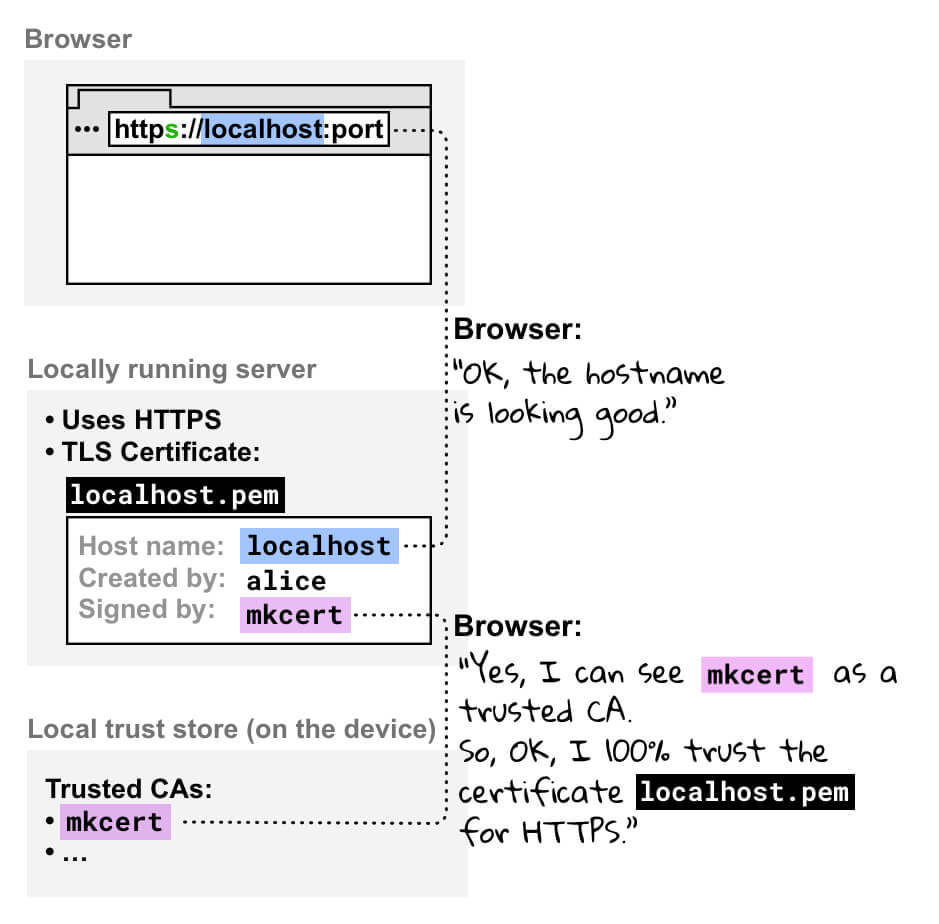 Browser
••• https://localhost:port
Browser:
"OK, the hostname
is looking good."
Locally running server
• Uses HTTPS
• TLS Certificate:
localhost.pem
Host name: localhost
Created by: alice
Signed by: mkcert
Browser:
"Yes, I can see mkcert as a
trusted CA.
So, OK, I 100% trust the
certificate localhost.pem
for HTTPS."
Local trust store (on the device)
Trusted CAs:
• mkcert
• ...